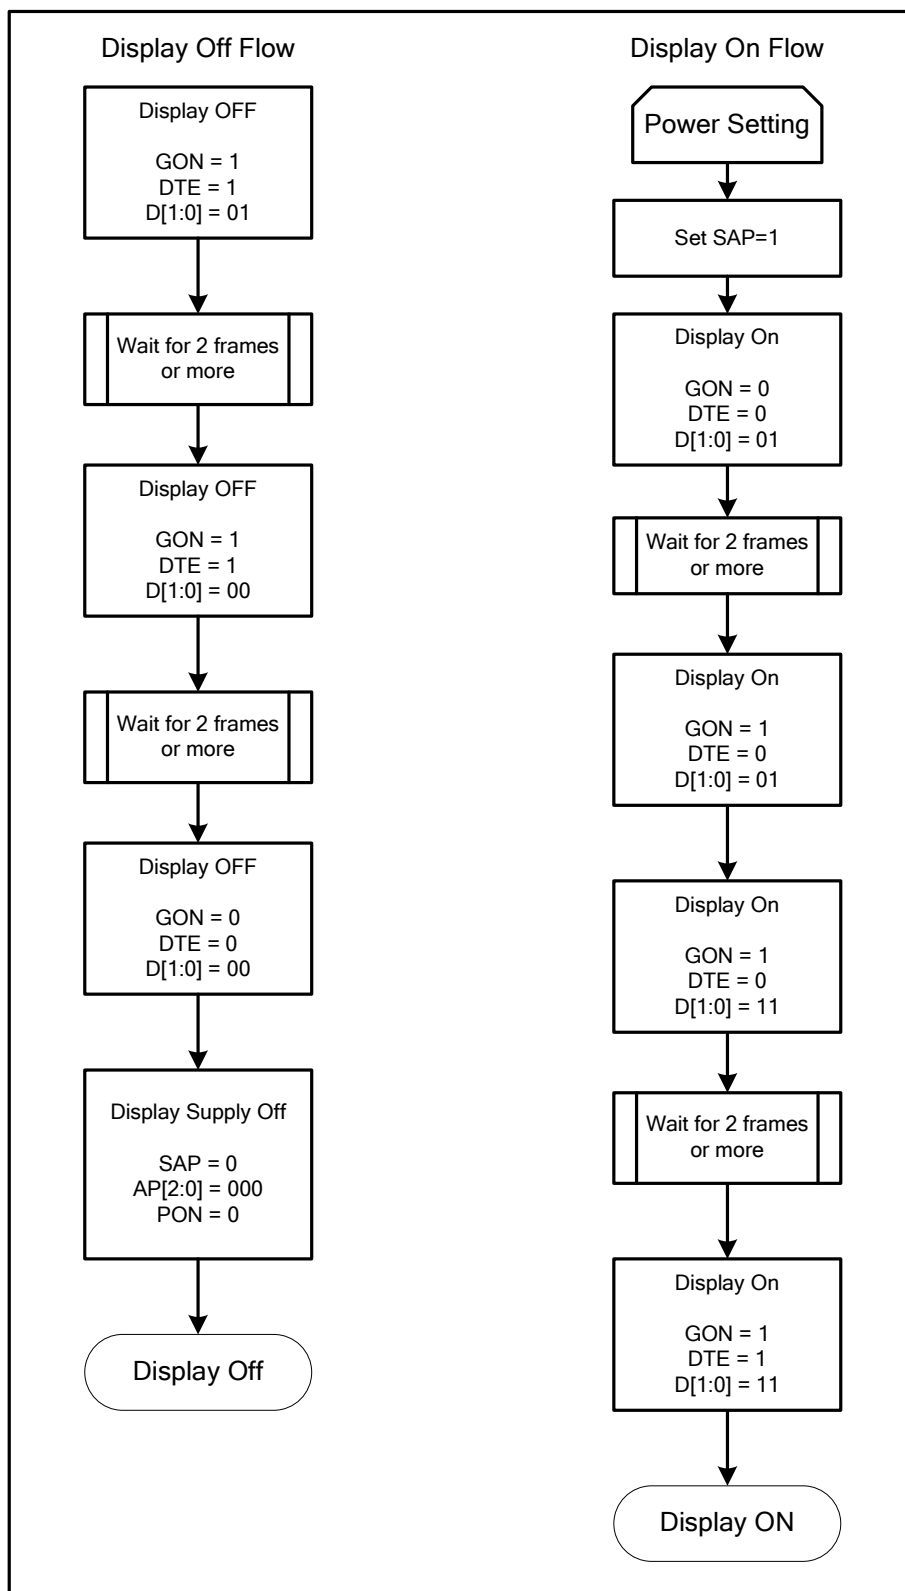 Display Off Flow
Display OFF
GON = 1
DTE = 1
D[1:0] = 01
Wait for 2 frames
or more
Display OFF
GON = 1
DTE = 1
D[1:0] = 00
Wait for 2 frames
or more
Display OFF
GON = 0
DTE = 0
D[1:0] = 00
Display Supply Off
SAP = 0
AP[2:0] = 000
PON = 0
Display Off
Display On Flow
Power Setting
Set SAP=1
Display On
GON = 0
DTE = 0
D[1:0] = 01
Wait for 2 frames
or more
Display On
GON = 1
DTE = 0
D[1:0] = 01
Display On
GON = 1
DTE = 0
D[1:0] = 11
Wait for 2 frames
or more
Display On
GON = 1
DTE = 1
D[1:0] = 11
Display ON